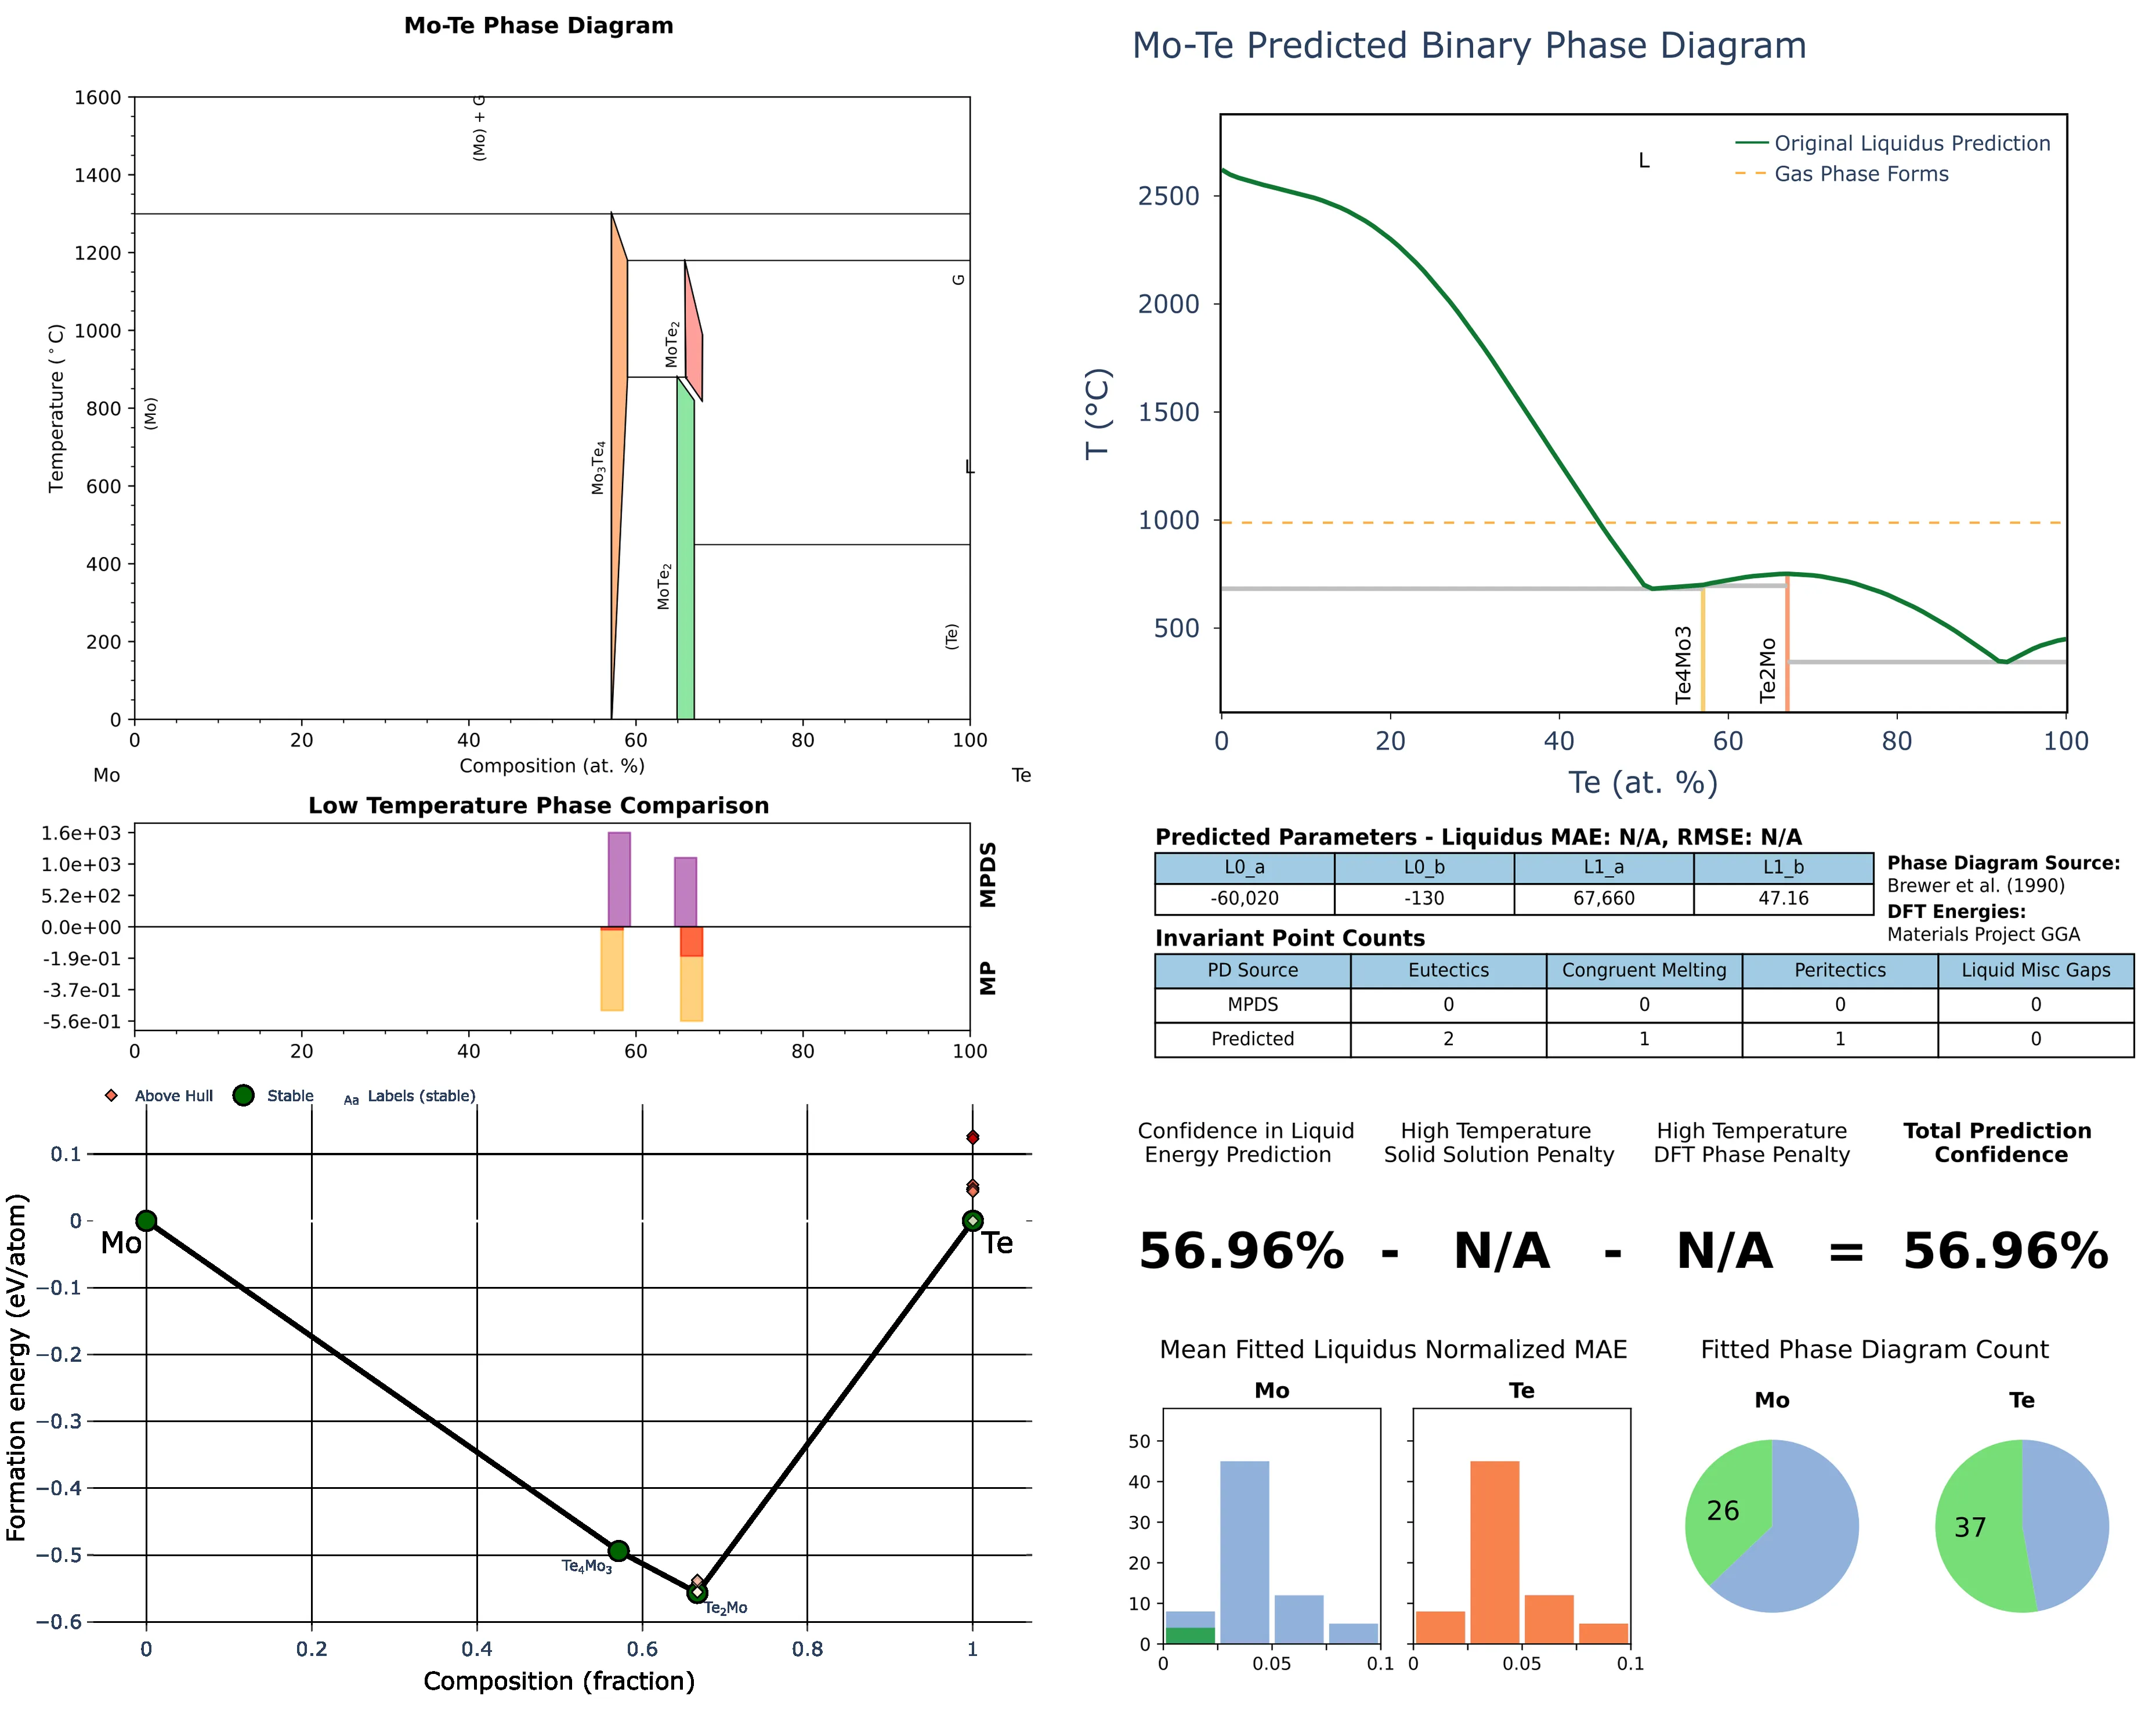 Mo-Te Phase Diagram
1600
1400
1200
1000
800
600
400
200
0
Temperature (°C)
(Mo) + G
(Mo)
Mo3Te4
MoTe2
MoTe2
G
L
(Te)
0 20 40 60 80 100
Composition (at. %)
Mo Te
Low Temperature Phase Comparison
1.6e+03
1.0e+03
5.2e+02
0.0e+00
-1.9e-01
-3.7e-01
-5.6e-01
MPDS
MP
0 20 40 60 80 100
Above Hull Stable Aa Labels (stable)
0.1
0
−0.1
−0.2
−0.3
−0.4
−0.5
−0.6
Formation energy (eV/atom)
Mo
Te
Te4Mo3
Te2Mo
0 0.2 0.4 0.6 0.8 1
Composition (fraction)
Mo-Te Predicted Binary Phase Diagram
L
Original Liquidus Prediction
Gas Phase Forms
2500
2000
1500
1000
500
T (°C)
Te4Mo3
Te2Mo
0 20 40 60 80 100
Te (at. %)
Predicted Parameters - Liquidus MAE: N/A, RMSE: N/A
L0_a L0_b L1_a L1_b
-60,020 -130 67,660 47.16
Phase Diagram Source:
Brewer et al. (1990)
DFT Energies:
Materials Project GGA
Invariant Point Counts
PD Source Eutectics Congruent Melting Peritectics Liquid Misc Gaps
MPDS 0 0 0 0
Predicted 2 1 1 0
Confidence in Liquid
Energy Prediction
High Temperature
Solid Solution Penalty
High Temperature
DFT Phase Penalty
Total Prediction
Confidence
56.96% - N/A - N/A = 56.96%
Mean Fitted Liquidus Normalized MAE
Mo Te
50
40
30
20
10
0
0 0.05 0.1 0 0.05 0.1
Fitted Phase Diagram Count
Mo Te
26 37